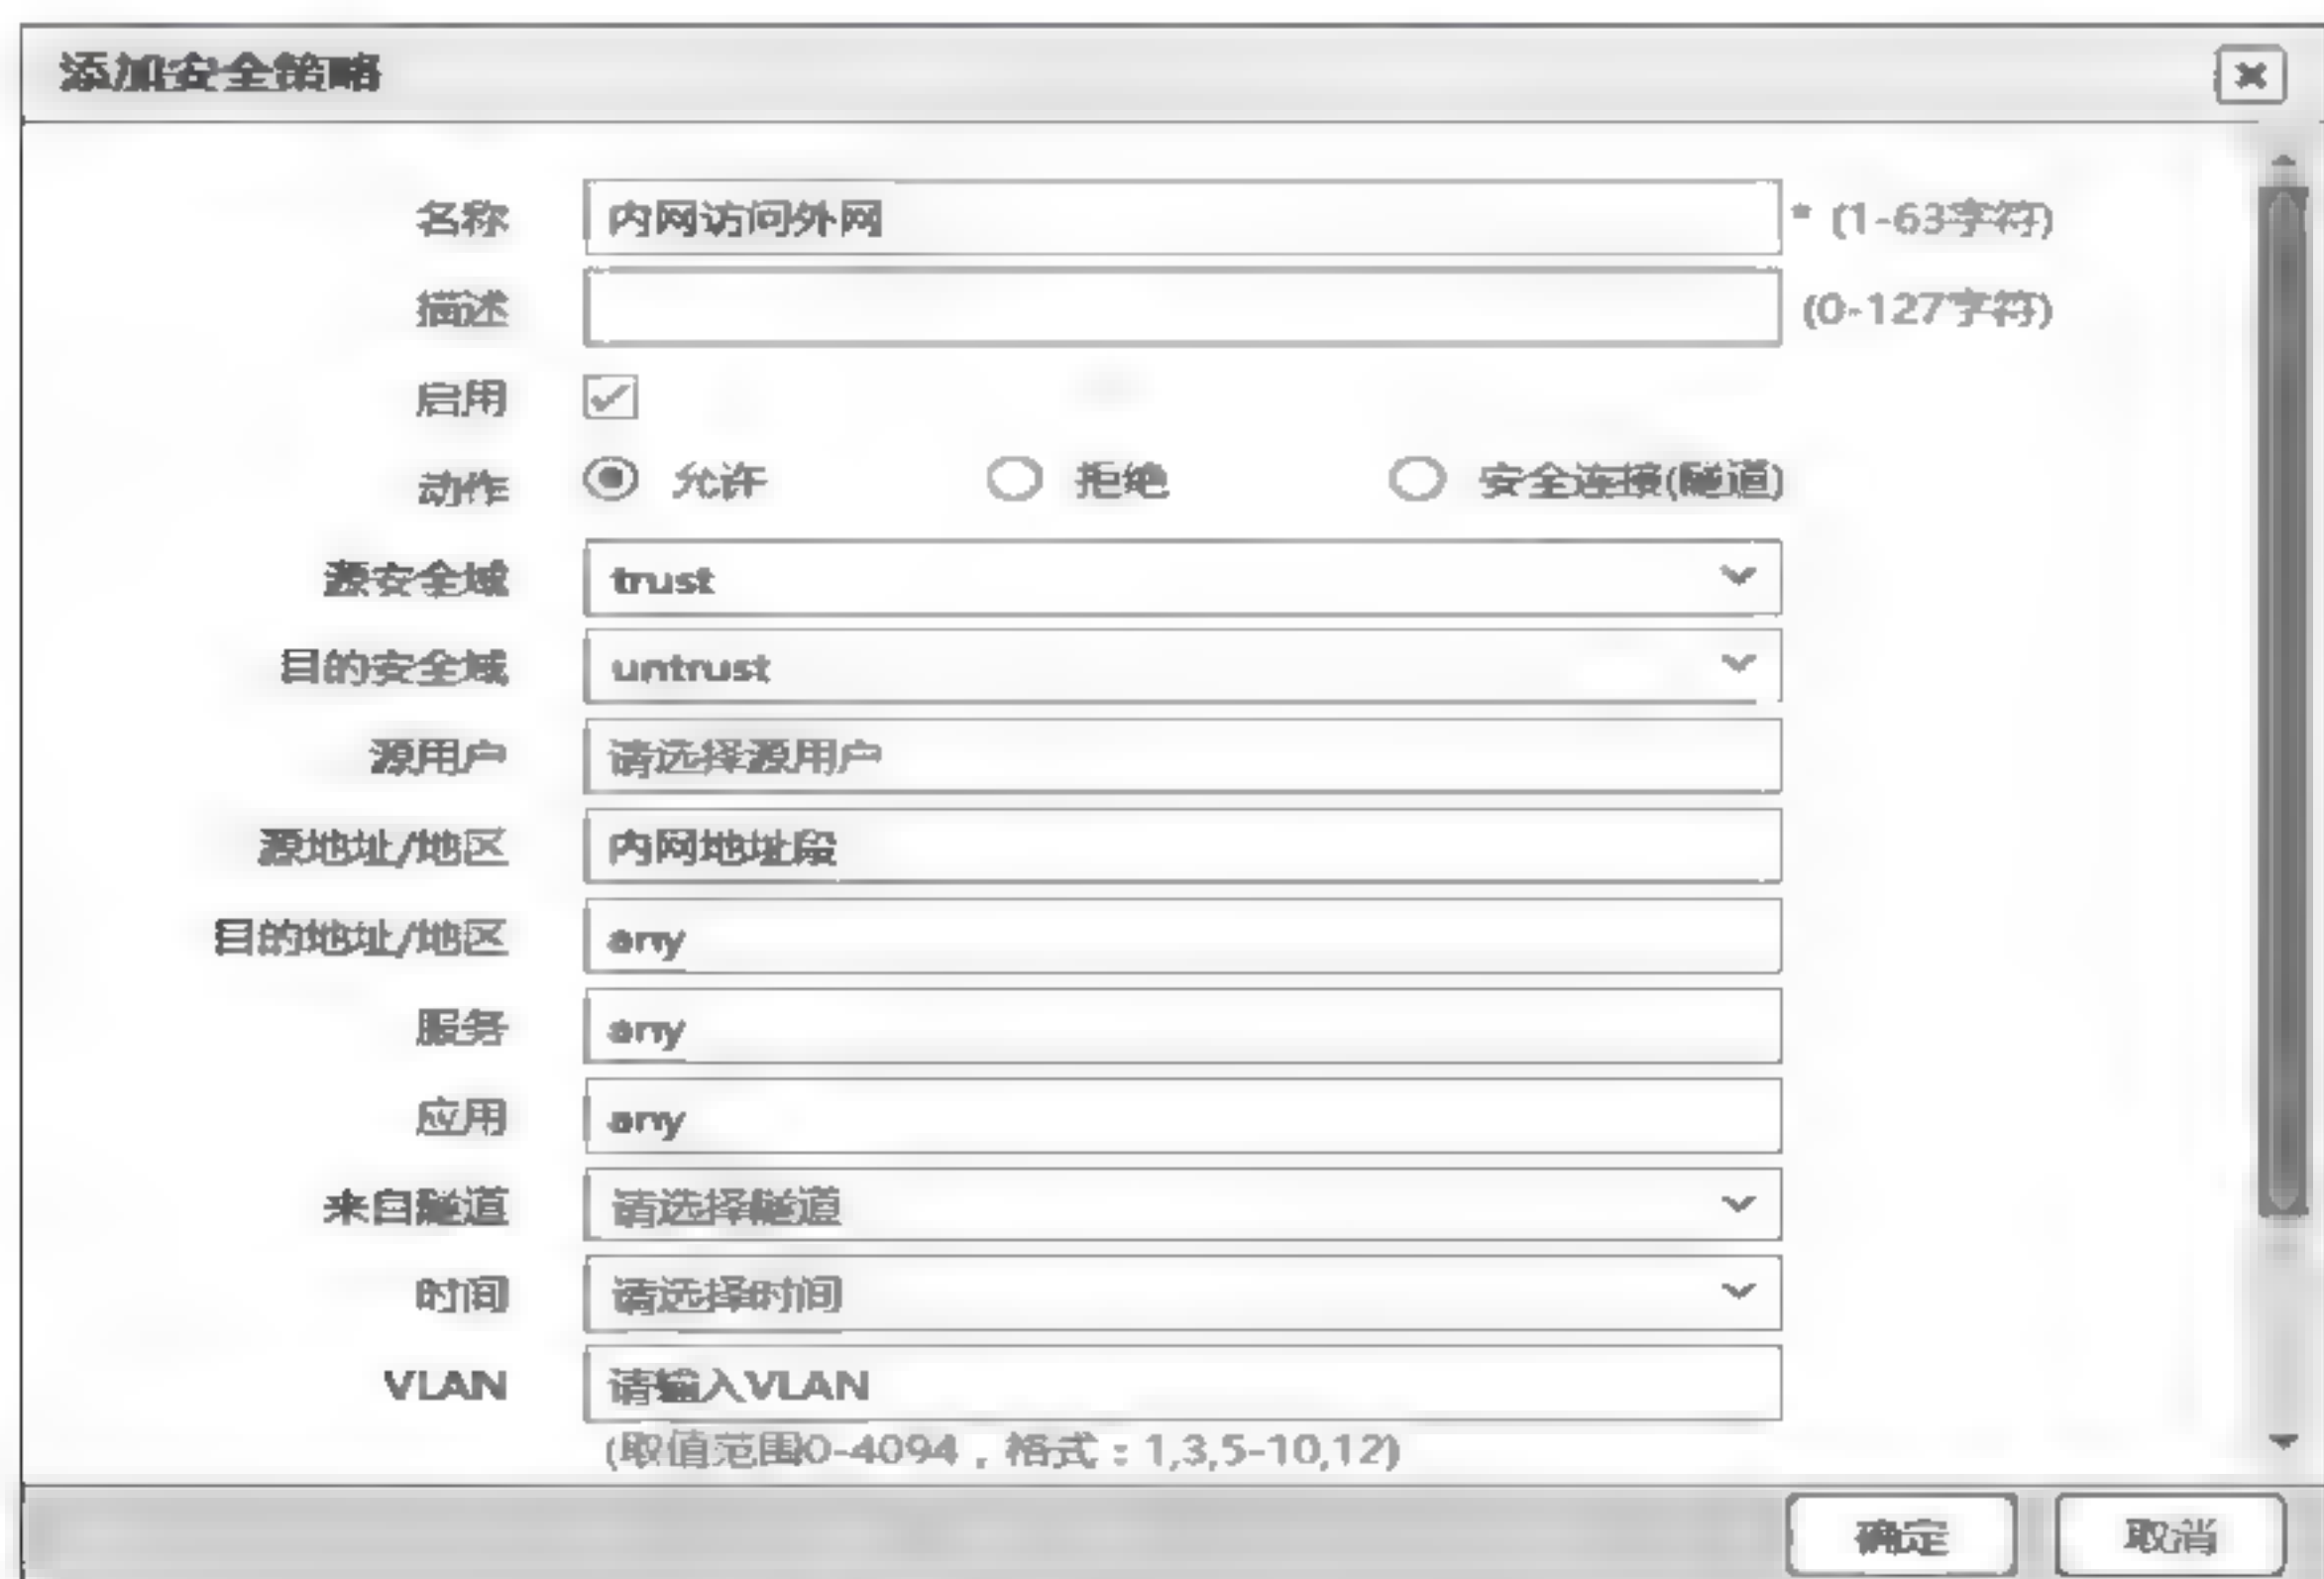 添加安全策略
名称 内网访问外网 * (1-63字符)
描述 (0-127字符)
启用
动作 允许 拒绝 安全连接(隧道)
源安全域 trust
目的安全域 untrust
源用户 请选择源用户
源地址/地区 内网地址段
目的地址/地区 any
服务 any
应用 any
来自隧道 请选择隧道
时间 请选择时间
VLAN 请输入VLAN
(取值范围0-4094，格式：1,3,5-10,12)
确定 取消